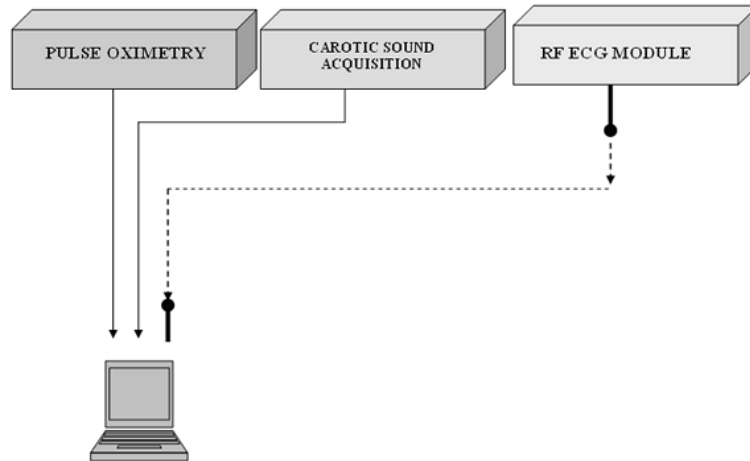 PULSE OXIMETRY
CAROTIC SOUND
ACQUISITION
RF ECG MODULE